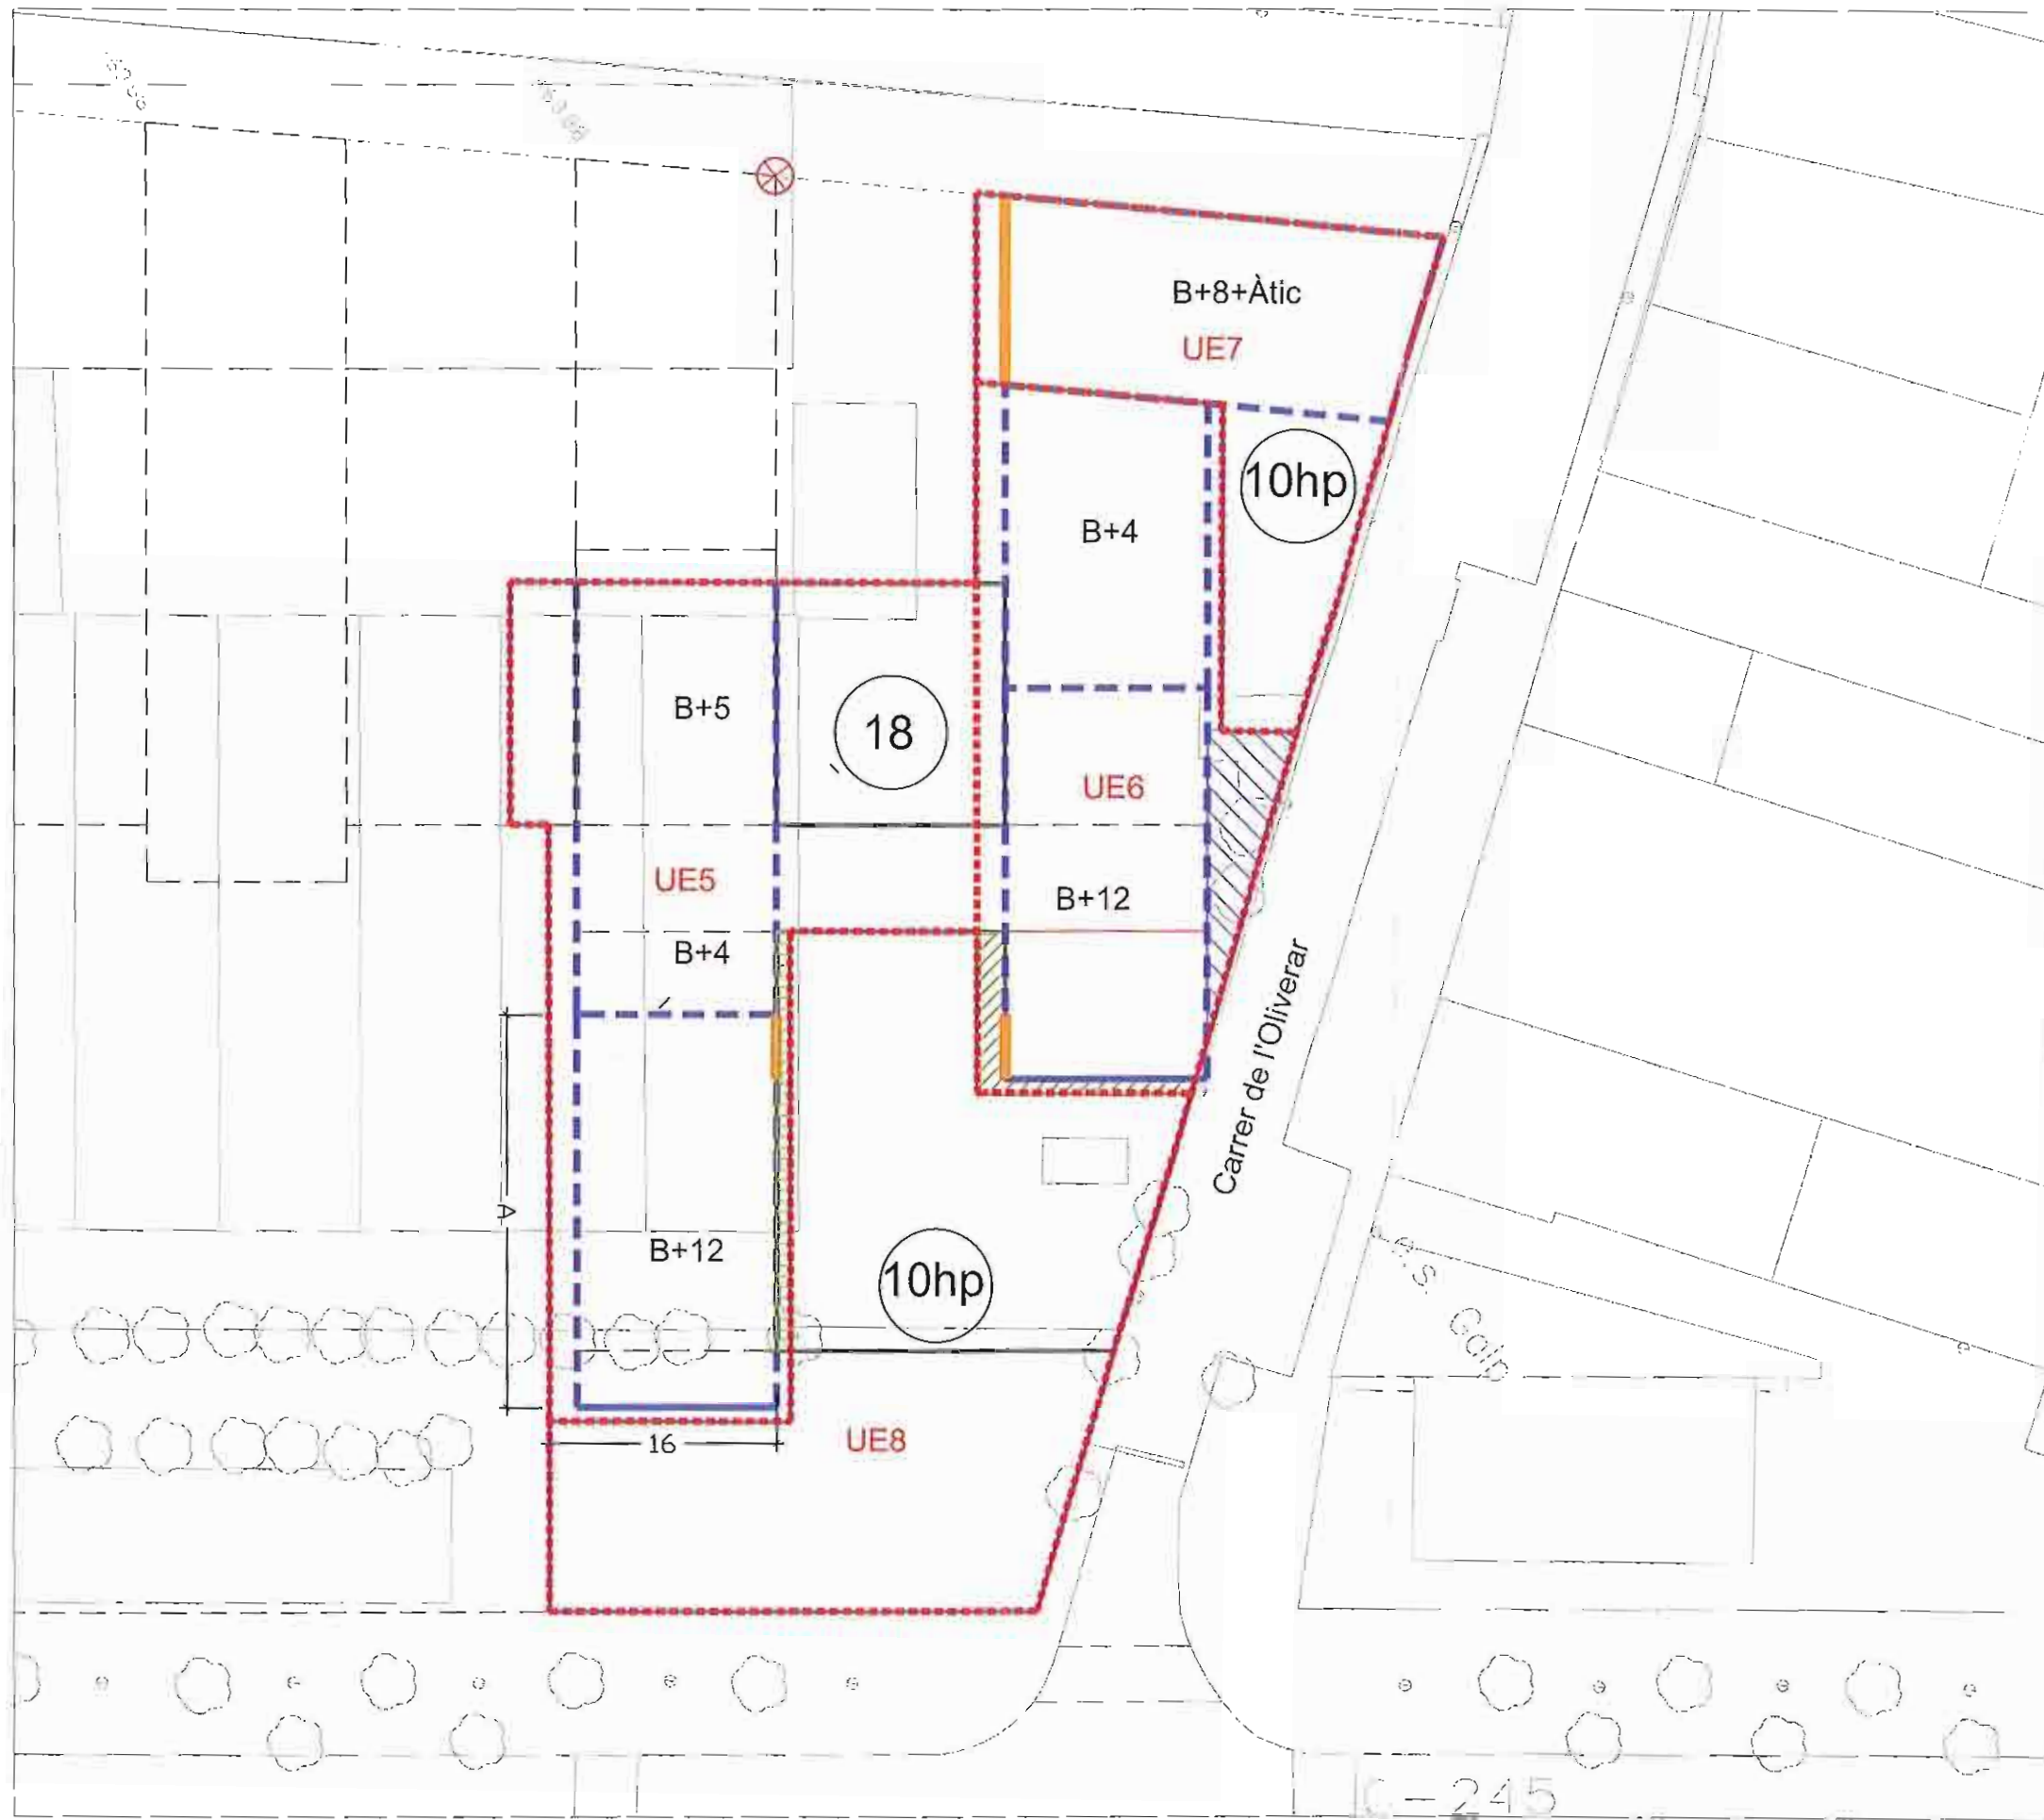 B+8+Àtic
UE7
10hp
B+4
B+5
18
UE6
UE5
B+12
B+4
Carrer de l'Oliverar
A
B+12
10hp
16
UE8
E.S. Galp
C-245